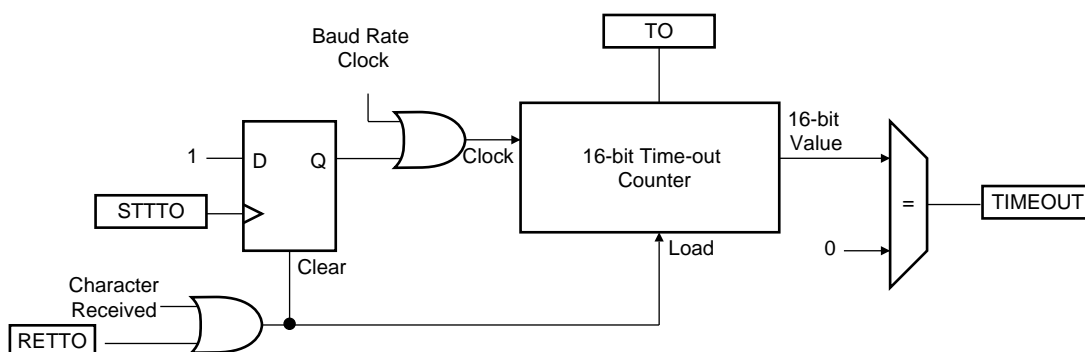 TO
Baud Rate
Clock
16-bit
Value
1
D
Q
Clock
16-bit Time-out
Counter
STTTO
=
TIMEOUT
Clear
Load
0
Character
Received
RETTO